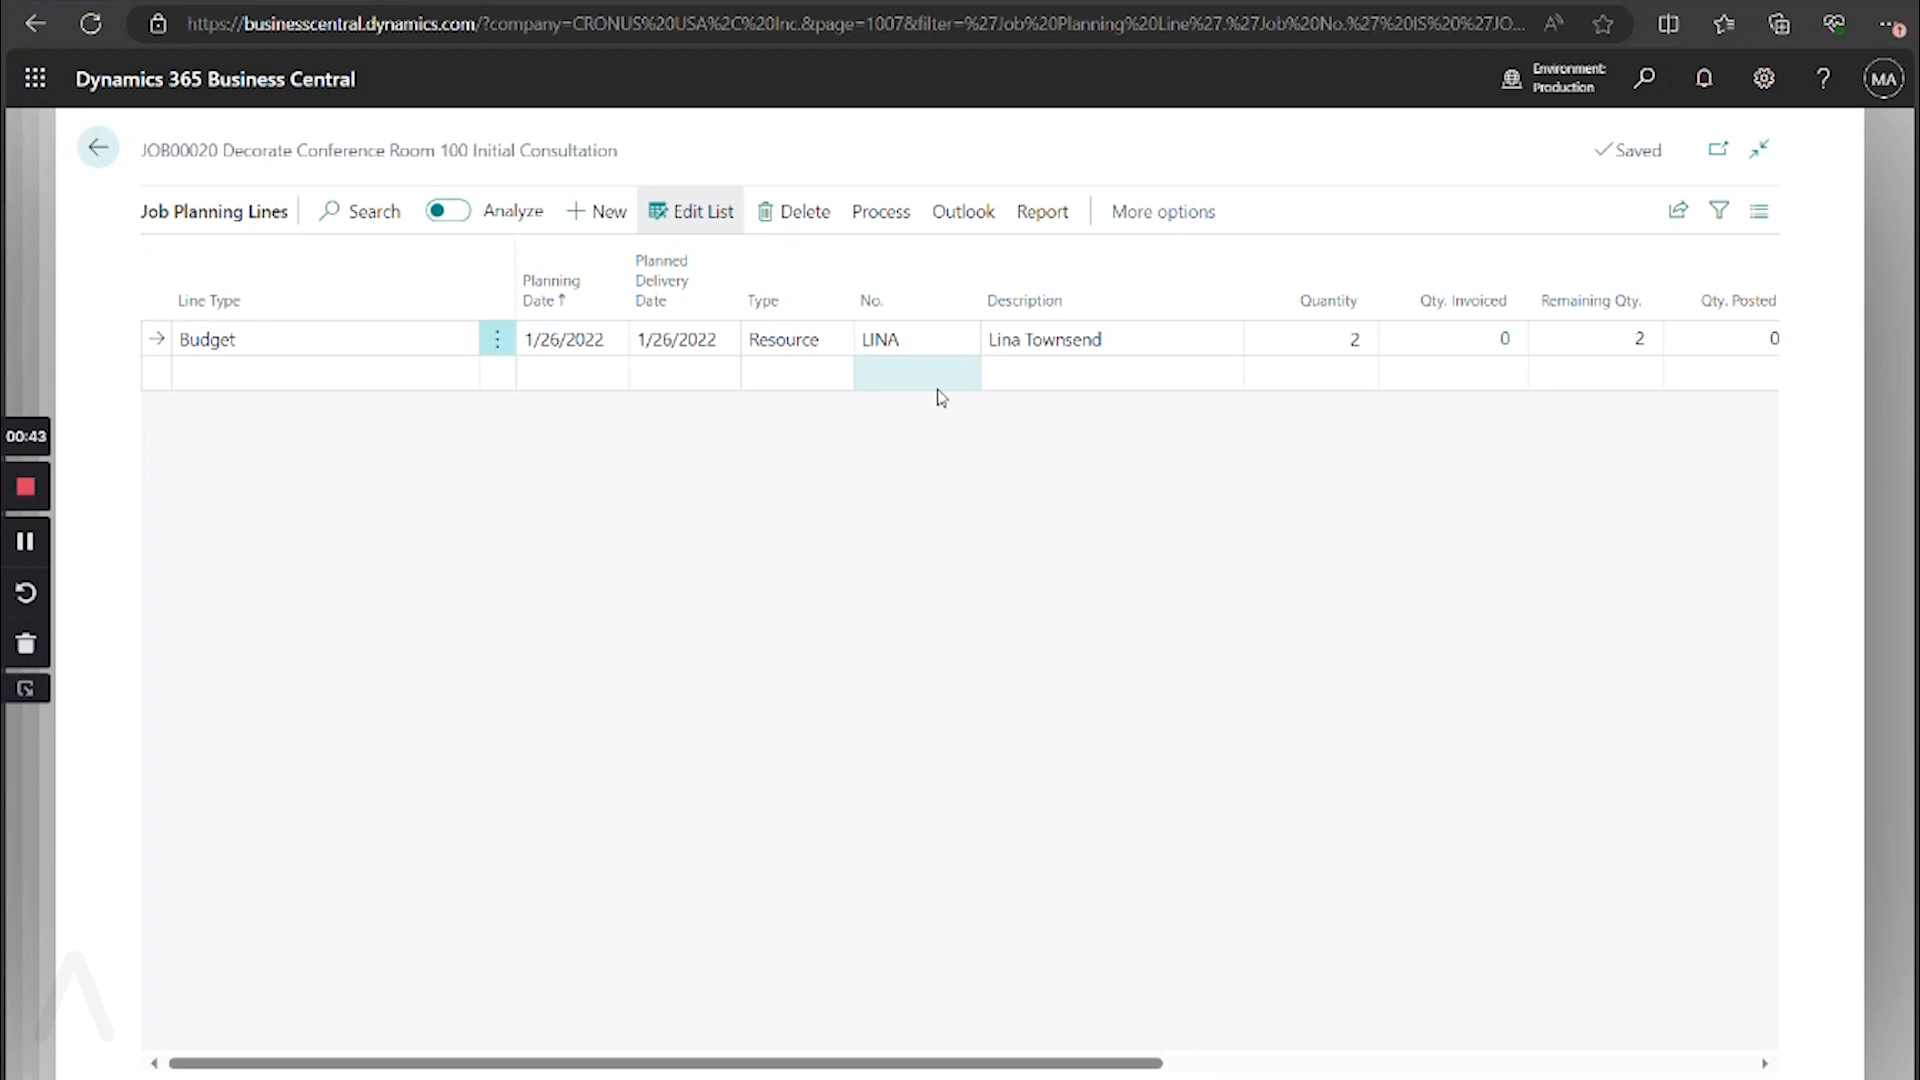 https://businesscentral.dynamics.com/?company=CRONUS%20USA%2C%20Inc.&page=1007&filter=%27Job%20Planning%20Line%27.%27Job%20No.%27%20IS%20%27JO...
Dynamics 365 Business Central
Environment:
Production
MA
JOB00020 Decorate Conference Room 100 Initial Consultation
Saved
Job Planning Lines
Search
Analyze
New
Edit List
Delete
Process
Outlook
Report
More options
Line Type
Planning
Date
Planned
Delivery
Date
Type
No.
Description
Quantity
Qty. Invoiced
Remaining Qty.
Qty. Posted
Budget
1/26/2022
1/26/2022
Resource
LINA
Lina Townsend
2
0
2
0
00:43